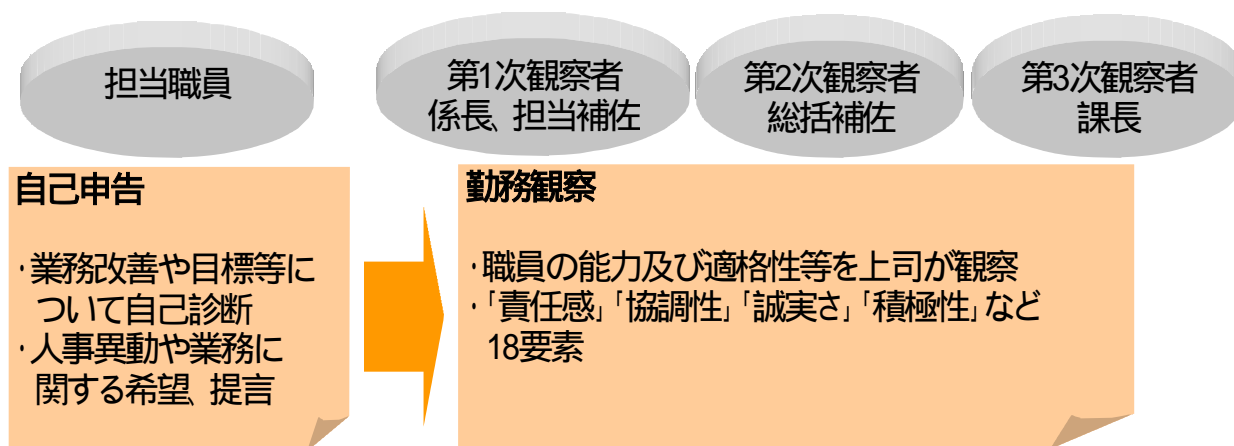 担当職員
第1次観察者
係長、担当補佐
第2次観察者
総括補佐
第3次観察者
課長
自己申告
・業務改善や目標等に
ついて自己診断
・人事異動や業務に
関する希望、提言
勤務観察
・職員の能力及び適格性等を上司が観察
・「責任感」「協調性」「誠実さ」「積極性」など
18要素